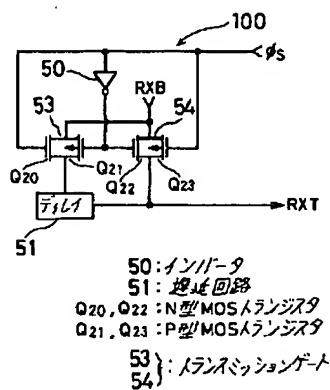 100
50
φS
RXB
53
54
Q20
Q21
Q22
Q23
ディレイ
51
RXT
50:インバータ
51:遅延回路
Q20,Q22:N型MOSトランジスタ
Q21,Q23:P型MOSトランジスタ
53
54 }:トランスミッションゲート